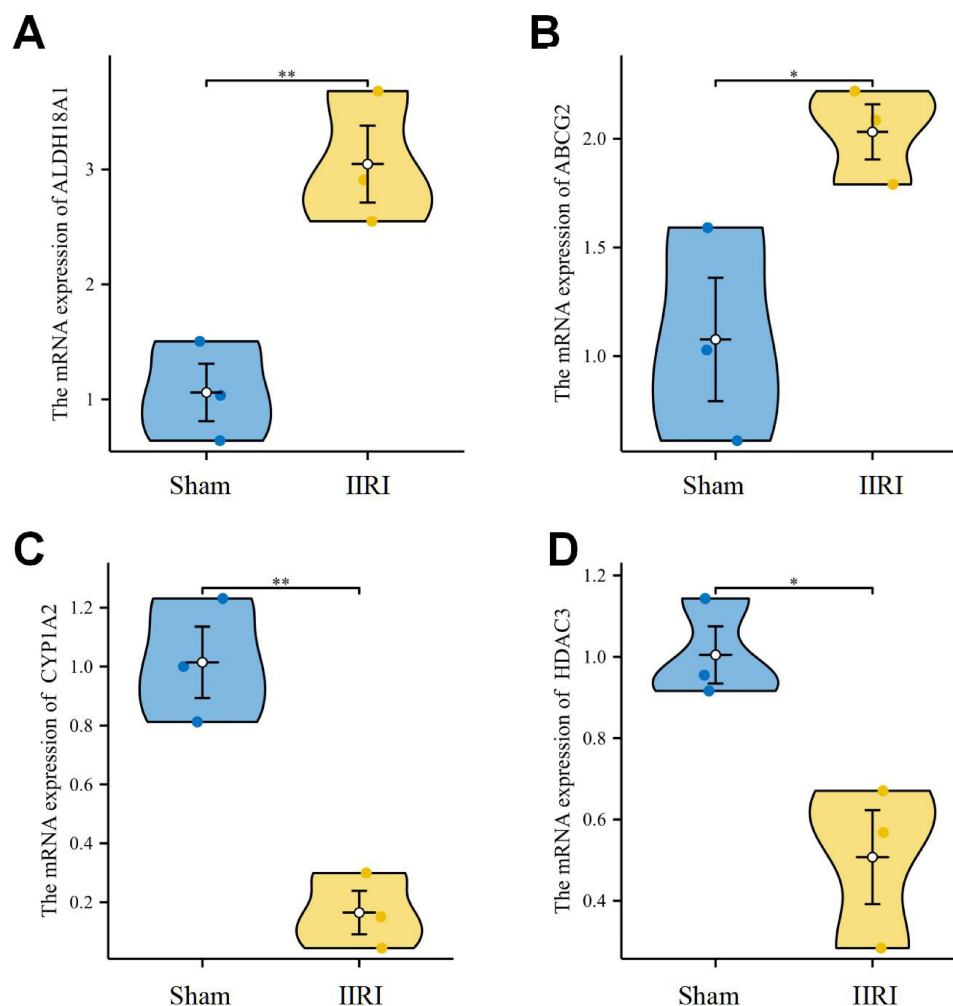 A
The mRNA expression of ALDH18A1
3
2
1
**
Sham
IIRI
B
The mRNA expression of ABCG2
2.0
1.5
1.0
*
Sham
IIRI
C
The mRNA expression of CYP1A2
1.2
1.0
0.8
0.6
0.4
0.2
**
Sham
IIRI
D
The mRNA expression of HDAC3
1.2
1.0
0.8
0.6
0.4
*
Sham
IIRI